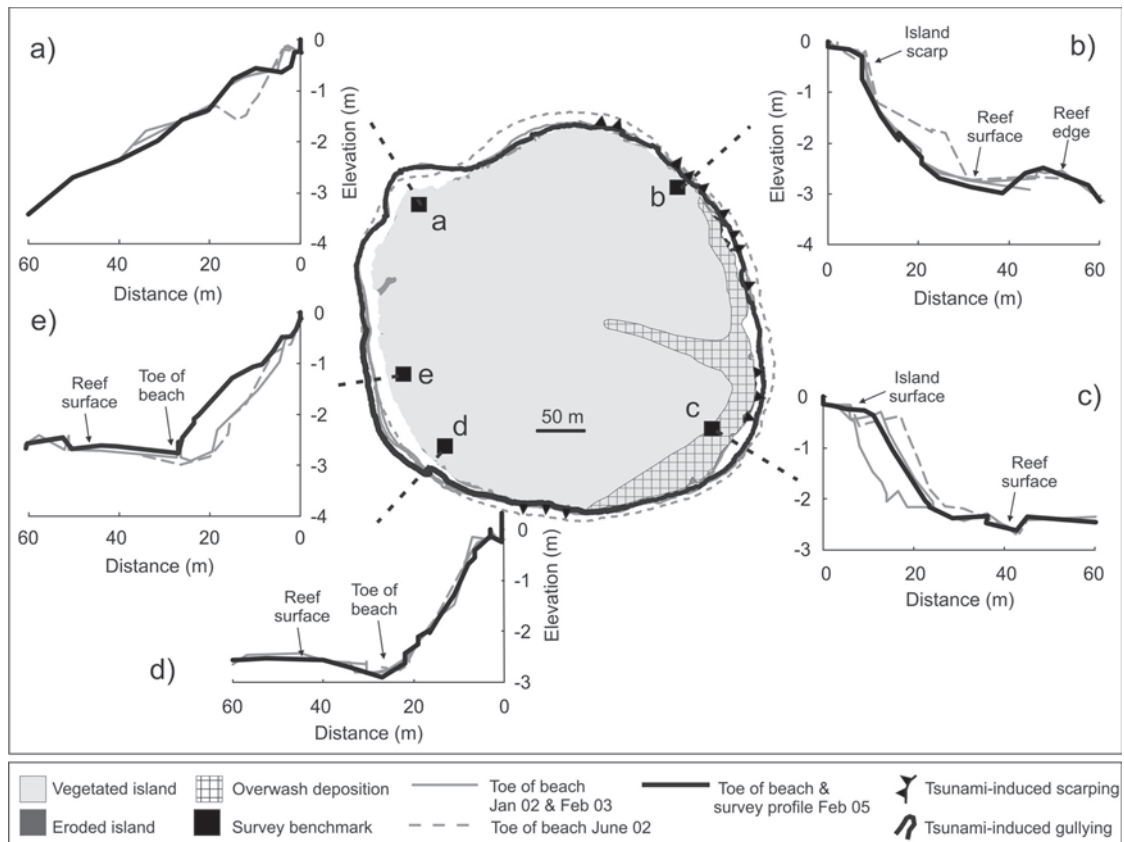 a)
0
-1
-2
-3
-4
Elevation (m)
60
40
20
0
Distance (m)
b)
0
-1
-2
-3
-4
Elevation (m)
Island
scarp
Reef
surface
Reef
edge
0
20
40
60
Distance (m)
a
b
e
d
c
50 m
e)
0
-1
-2
-3
-4
Reef
surface
Toe of
beach
60
40
20
0
Distance (m)
c)
0
-1
-2
-3
Island
surface
Reef
surface
0
20
40
60
Distance (m)
d)
0
-1
-2
-3
Elevation (m)
Reef
surface
Toe of
beach
60
40
20
0
Distance (m)
Vegetated island
Overwash deposition
Toe of beach
Jan 02 & Feb 03
Toe of beach &
survey profile Feb 05
Tsunami-induced scarping
Eroded island
Survey benchmark
Toe of beach June 02
Tsunami-induced gullying